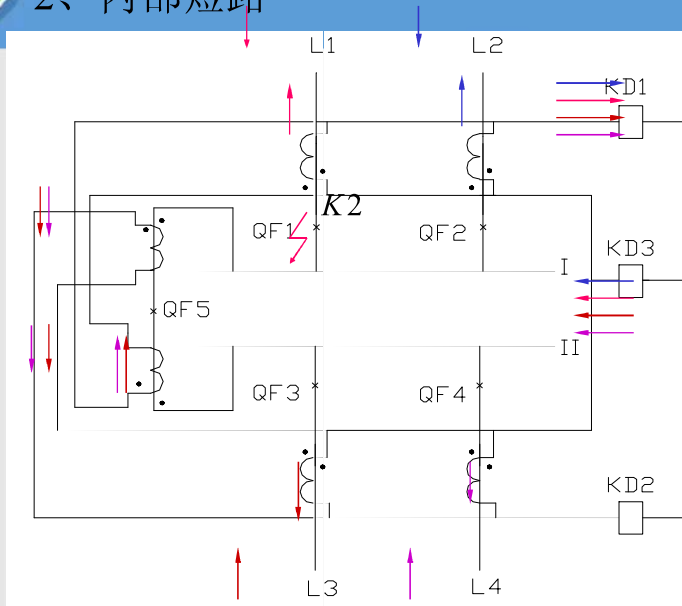 2、内部短路
L1
L2
KD1
K2
QF1
QF2
KD3
I
QF5
II
QF3
QF4
KD2
L3
L4